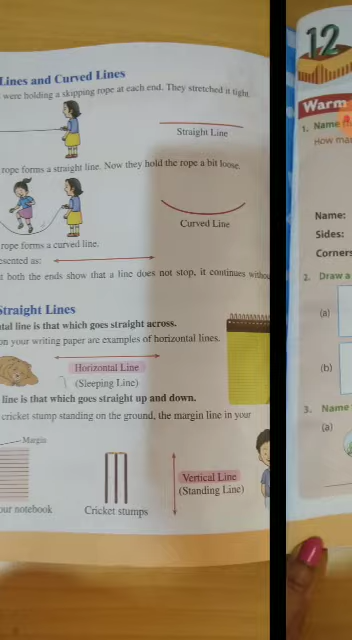 Lines and Curved Lines
were holding a skipping rope at each end. They stretched it tight.
Straight Line
rope forms a straight line. Now they hold the rope a bit loose.
Curved Line
rope forms a curved line.
esented as:
t both the ends show that a line does not stop, it continues withou
Straight Lines
tal line is that which goes straight across.
on your writing paper are examples of horizontal lines.
Horizontal Line
(Sleeping Line)
line is that which goes straight up and down.
cricket stump standing on the ground, the margin line in your
Margin
our notebook
Cricket stumps
Vertical Line
(Standing Line)
12
Warm
1. Name
How ma
Name:
Sides:
Corners
2. Draw a
(a)
(b)
3. Name
(a)